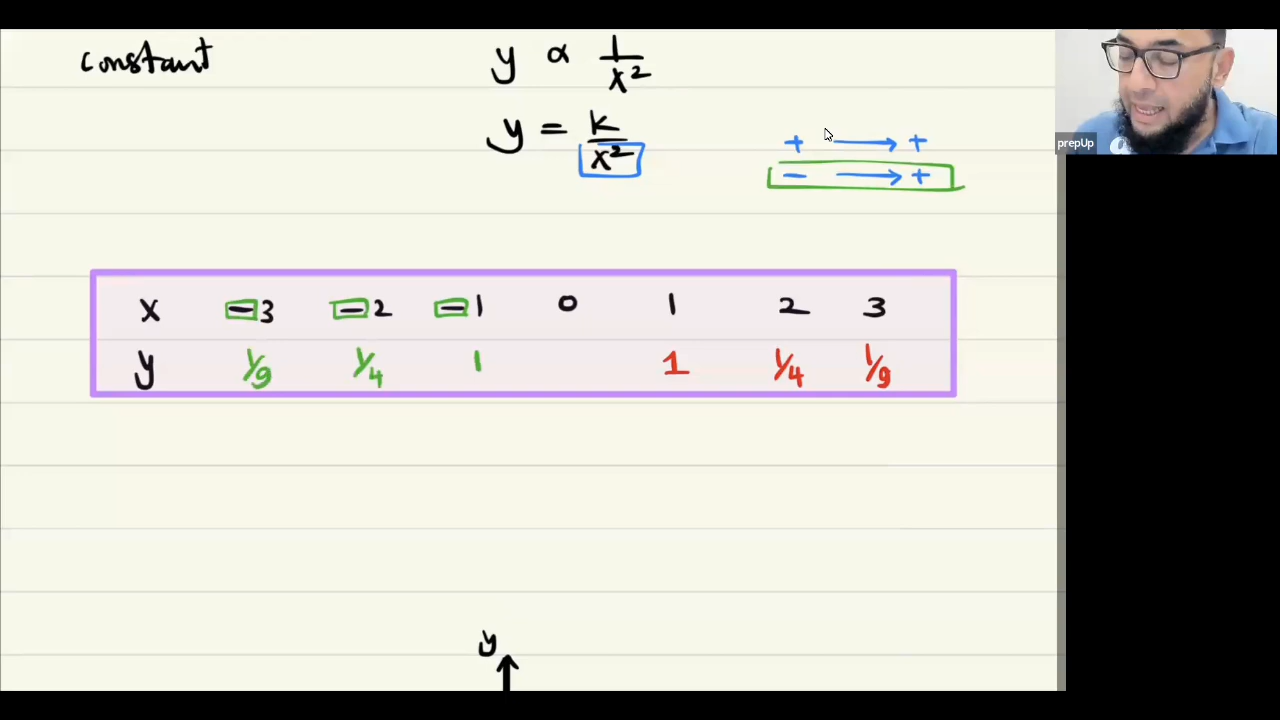 constant
y ∝ 1/x²
y = k/x²
+ → +
- → +
prepUp
x -3 -2 -1 0 1 2 3
y 1/9 1/4 1 1 1/4 1/9
y